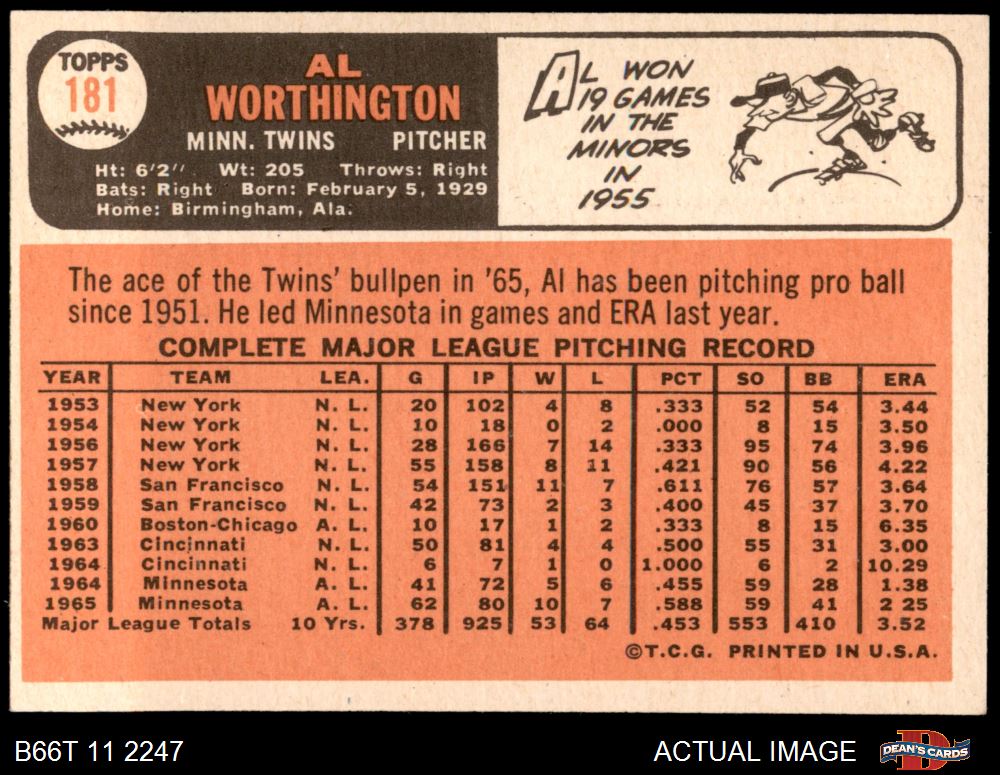 TOPPS
181
AL
WORTHINGTON
MINN. TWINS PITCHER
Ht: 6'2" Wt: 205 Throws: Right
Bats: Right Born: February 5, 1929
Home: Birmingham, Ala.
AL WON
19 GAMES
IN THE
MINORS
IN
1955
The ace of the Twins' bullpen in '65, Al has been pitching pro ball
since 1951. He led Minnesota in games and ERA last year.
COMPLETE MAJOR LEAGUE PITCHING RECORD
YEAR TEAM LEA. G IP W L PCT SO BB ERA
1953 New York N. L. 20 102 4 8 .333 52 54 3.44
1954 New York N. L. 10 18 0 2 .000 8 15 3.50
1956 New York N. L. 28 166 7 14 .333 95 74 3.96
1957 New York N. L. 55 158 8 11 .421 90 56 4.22
1958 San Francisco N. L. 54 151 11 7 .611 76 57 3.64
1959 San Francisco N. L. 42 73 2 3 .400 45 37 3.70
1960 Boston-Chicago A. L. 10 17 1 2 .333 8 15 6.35
1963 Cincinnati N. L. 50 81 4 4 .500 55 31 3.00
1964 Cincinnati N. L. 6 7 1 0 1.000 6 2 10.29
1964 Minnesota A. L. 41 72 5 6 .455 59 28 1.38
1965 Minnesota A. L. 62 80 10 7 .588 59 41 2 25
Major League Totals 10 Yrs. 378 925 53 64 .453 553 410 3.52
©T.C.G. PRINTED IN U.S.A.
B66T 11 2247 ACTUAL IMAGE DEAN'S CARDS